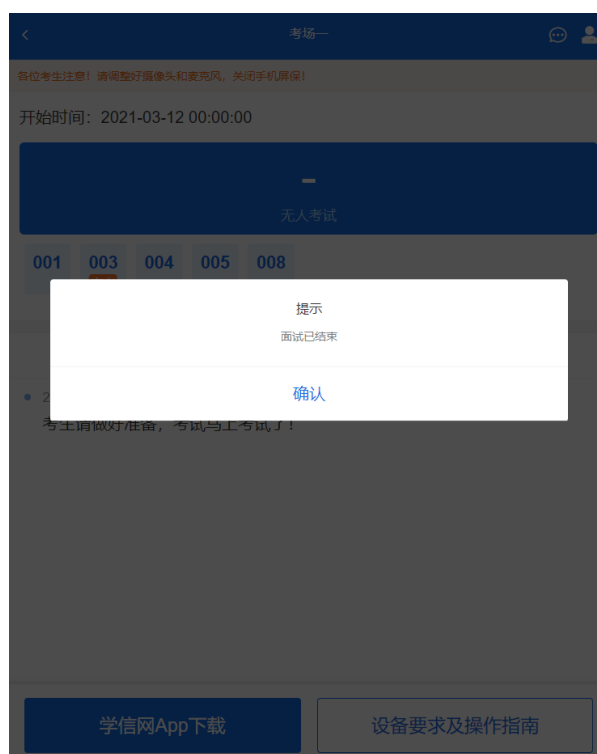 考场一
各位考生注意！请调整好摄像头和麦克风，关闭手机屏保！
开始时间：2021-03-12 00:00:00
无人考试
001 003 004 005 008
提示
面试已结束
确认
考生请做好准备，考试马上考试了！
学信网App下载
设备要求及操作指南